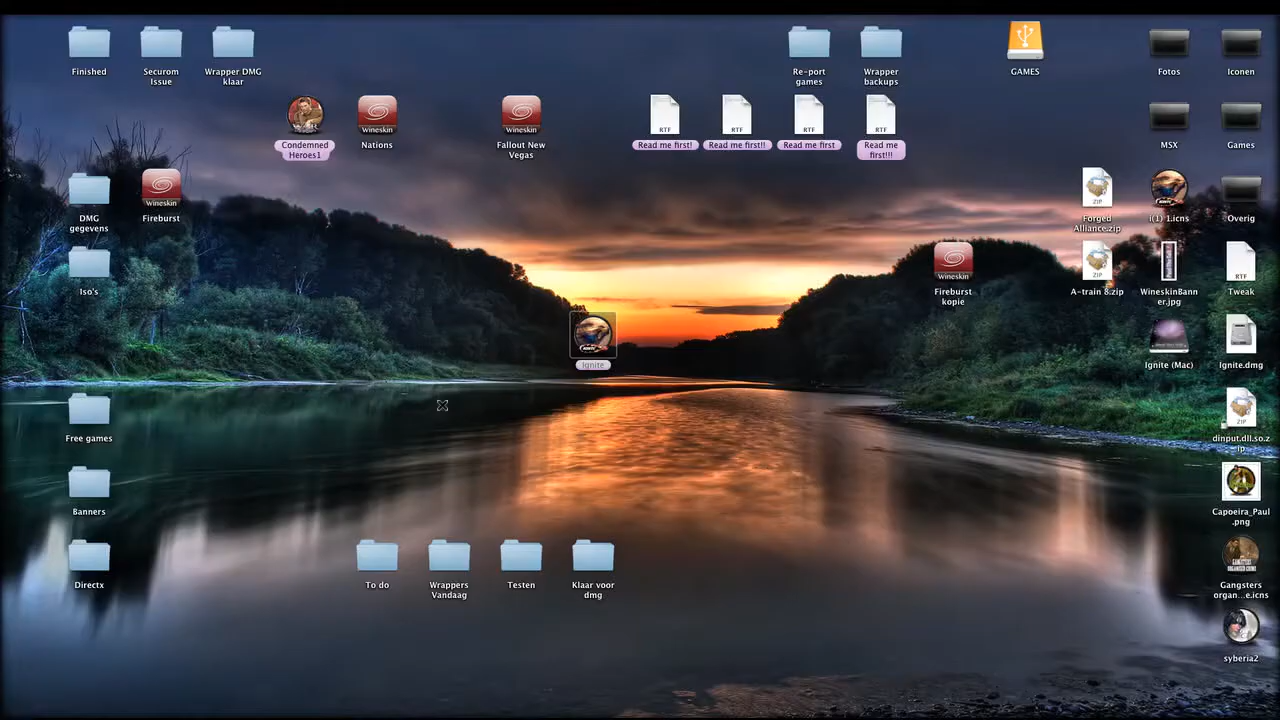 Finished
Securom
Issue
Wrapper DMG
klaar
Re-port
games
Wrapper
backups
GAMES
Fotos
Iconen
Condemned
Heroes1
Wineskin
Nations
Wineskin
Fallout New
Vegas
RTF
Read me first!
RTF
Read me first!!
RTF
Read me first
RTF
Read me
first!!!
MSX
Games
DMG
gegevens
Wineskin
Fireburst
ZIP
Forged
Alliance.zip
i(1) 1.icns
Overig
Iso's
Wineskin
Fireburst
kopie
ZIP
A-train 8.zip
WineskinBann
er.jpg
RTF
Tweak
Ignite
Ignite (Mac)
Ignite.dmg
Free games
ZIP
dinput.dll.so.z
ip
Banners
Capoeira_Paul
.png
Directx
To do
Wrappers
Vandaag
Testen
Klaar voor
dmg
Gangsters
organ...e.icns
syberia2